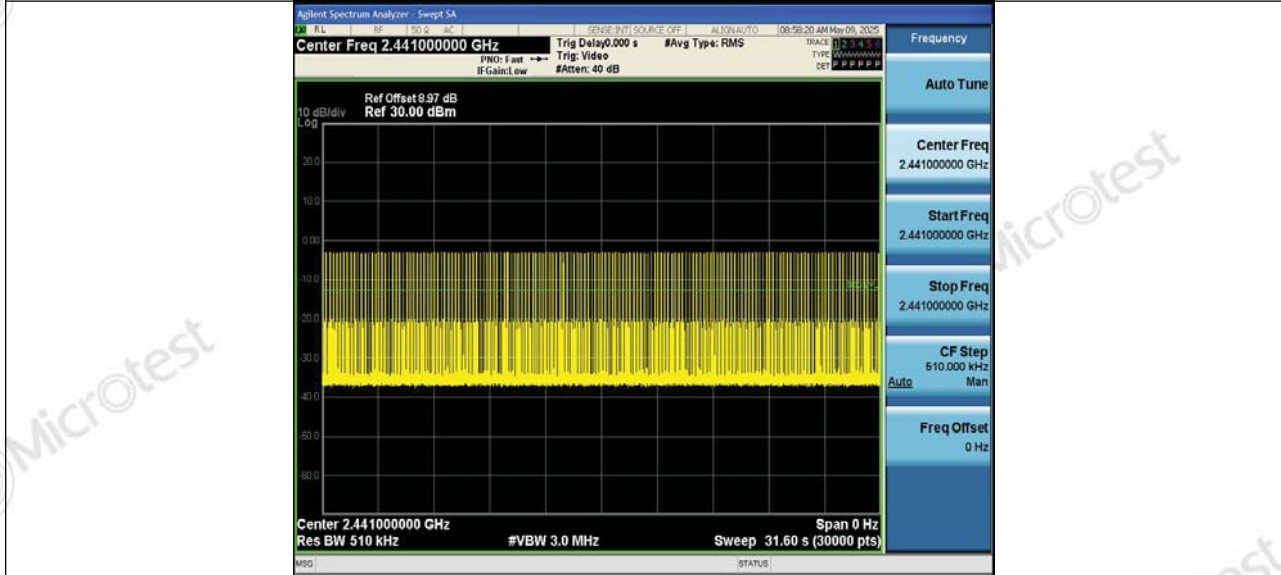 Agilent Spectrum Analyzer - Swept SA
RL RF 50 Ω AC SENSE:INT SOURCE OFF ALIGN AUTO 08:58:20 AM May 09, 2025
Center Freq 2.441000000 GHz
PNO: Fast
IFGain:Low
Trig Delay0.000 s
Trig: Video
#Atten: 40 dB
#Avg Type: RMS
TRACE 1 2 3 4 5 6
TYPE
DET P P P P P P
Ref Offset 8.97 dB
10 dB/div Ref 30.00 dBm
Log
20.0
10.0
0.00
-10.0
-20.0
-30.0
-40.0
-50.0
-60.0
Center 2.441000000 GHz Span 0 Hz
Res BW 510 kHz #VBW 3.0 MHz Sweep 31.60 s (30000 pts)
MSG STATUS
Frequency
Auto Tune
Center Freq
2.441000000 GHz
Start Freq
2.441000000 GHz
Stop Freq
2.441000000 GHz
CF Step
510.000 kHz
Auto Man
Freq Offset
0 Hz
Microtest
Microtest